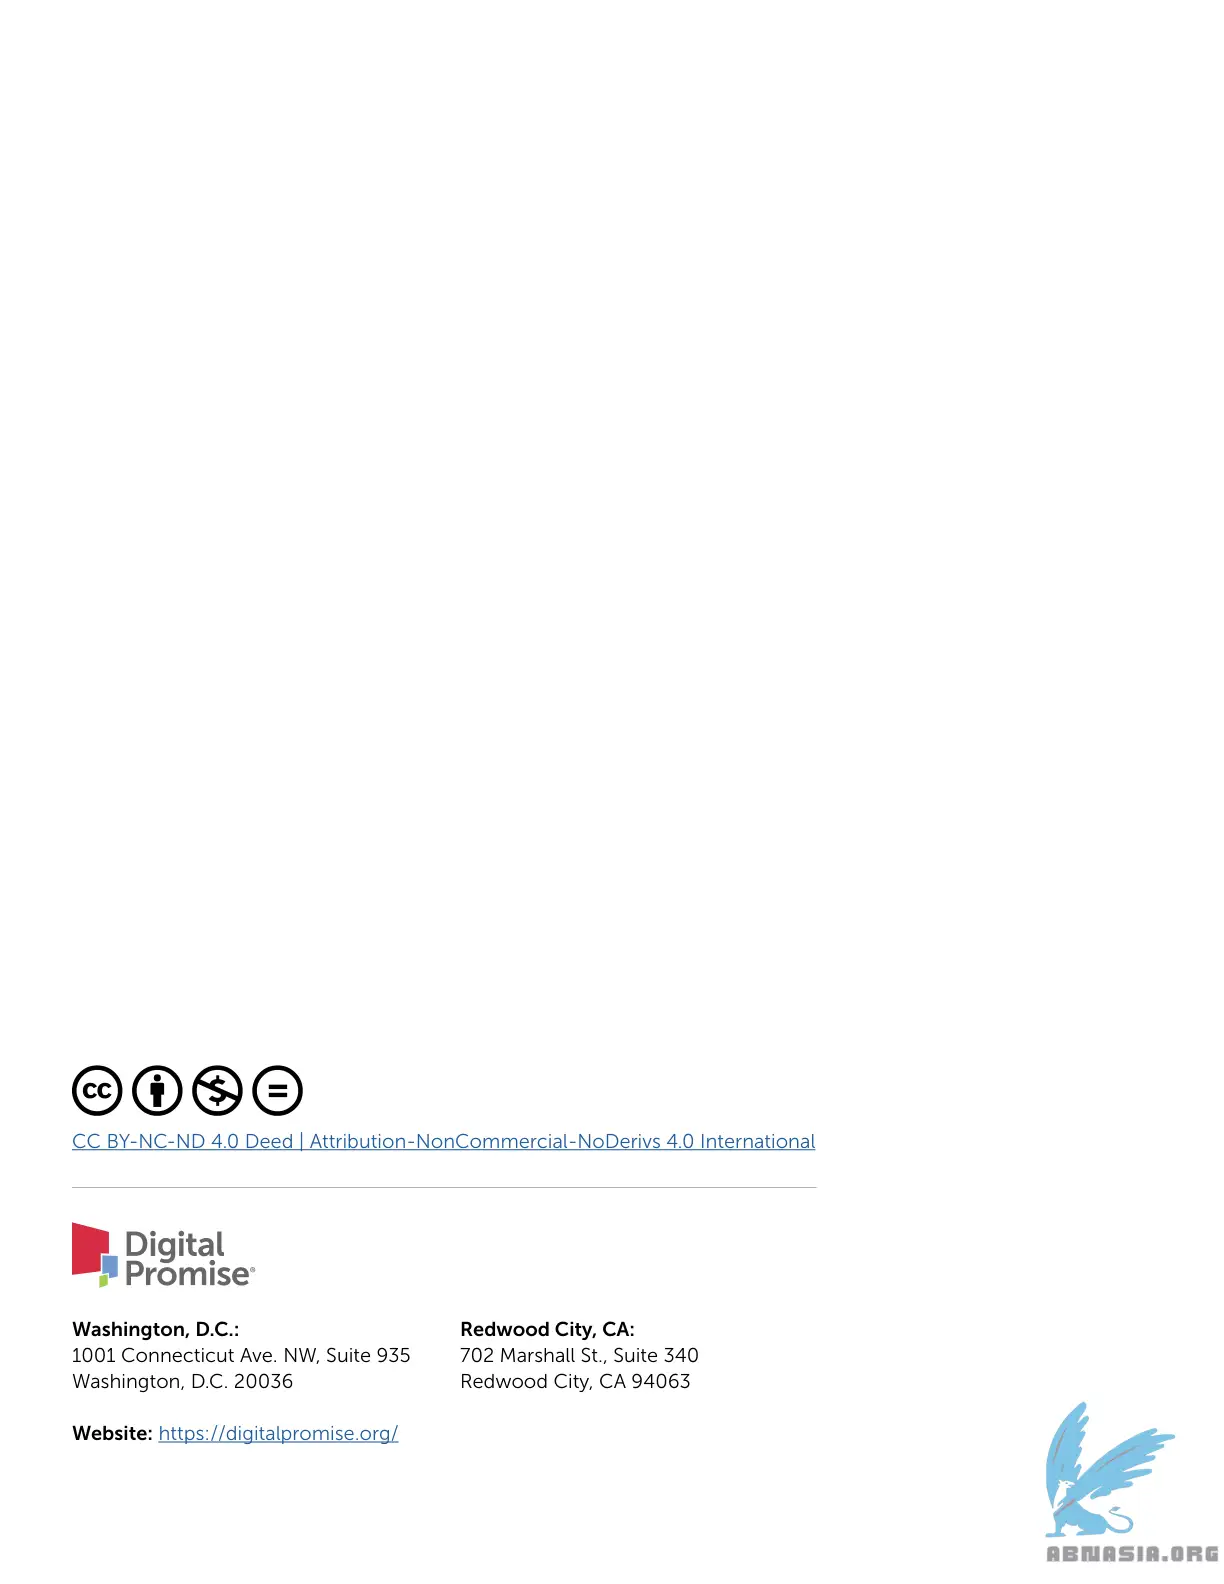 CC BY-NC-ND 4.0 Deed | Attribution-NonCommercial-NoDerivs 4.0 International
Digital
Promise®
Washington, D.C.:
1001 Connecticut Ave. NW, Suite 935
Washington, D.C. 20036
Redwood City, CA:
702 Marshall St., Suite 340
Redwood City, CA 94063
Website: https://digitalpromise.org/
ABNASIA.ORG